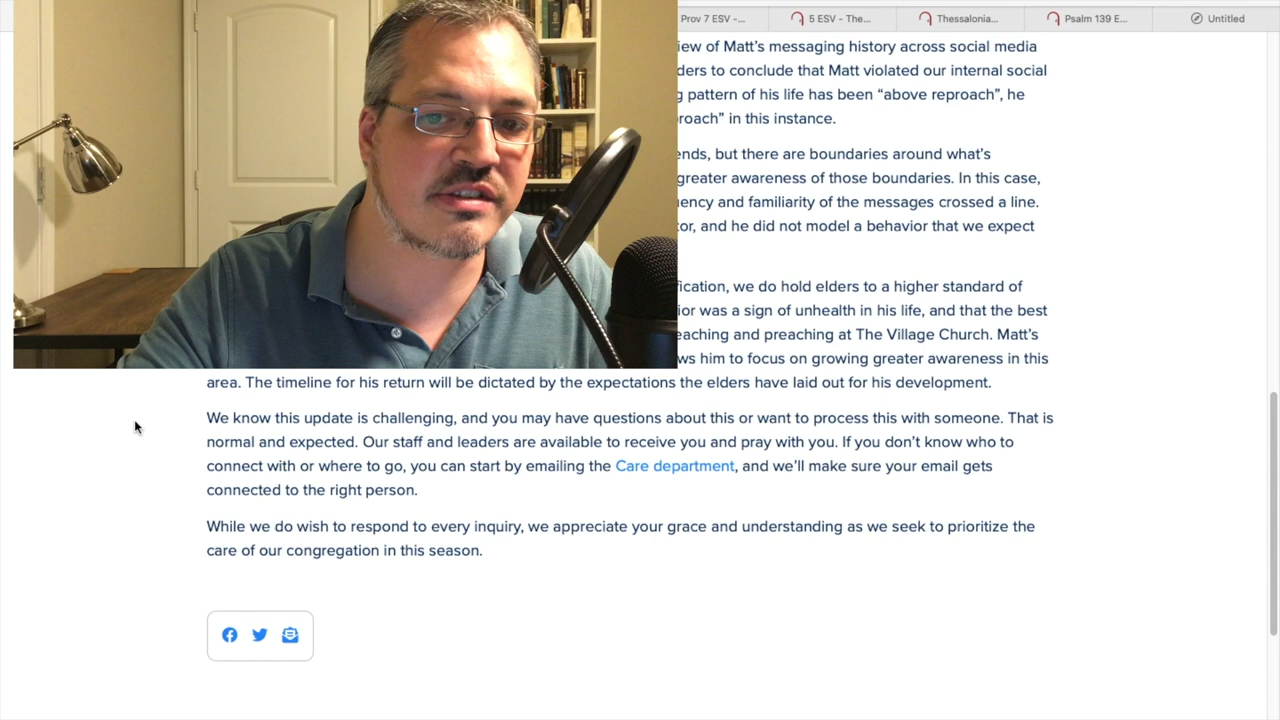 Prov 7 ESV -...
5 ESV - The...
Thessalonia...
Psalm 139 E...
Untitled
iew of Matt's messaging history across social media
ders to conclude that Matt violated our internal social
g pattern of his life has been “above reproach”, he
roach” in this instance.
ends, but there are boundaries around what's
greater awareness of those boundaries. In this case,
uency and familiarity of the messages crossed a line.
tor, and he did not model a behavior that we expect
fication, we do hold elders to a higher standard of
ior was a sign of unhealth in his life, and that the best
eaching and preaching at The Village Church. Matt's
ws him to focus on growing greater awareness in this
area. The timeline for his return will be dictated by the expectations the elders have laid out for his development.
We know this update is challenging, and you may have questions about this or want to process this with someone. That is
normal and expected. Our staff and leaders are available to receive you and pray with you. If you don't know who to
connect with or where to go, you can start by emailing the Care department, and we'll make sure your email gets
connected to the right person.
While we do wish to respond to every inquiry, we appreciate your grace and understanding as we seek to prioritize the
care of our congregation in this season.